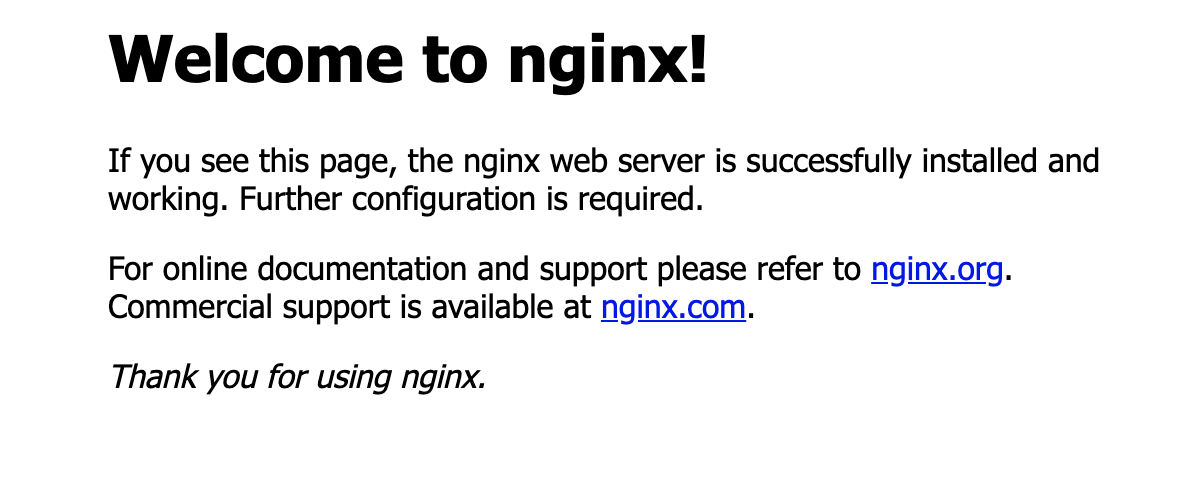 Welcome to nginx!
If you see this page, the nginx web server is successfully installed and
working. Further configuration is required.
For online documentation and support please refer to nginx.org.
Commercial support is available at nginx.com.
Thank you for using nginx.